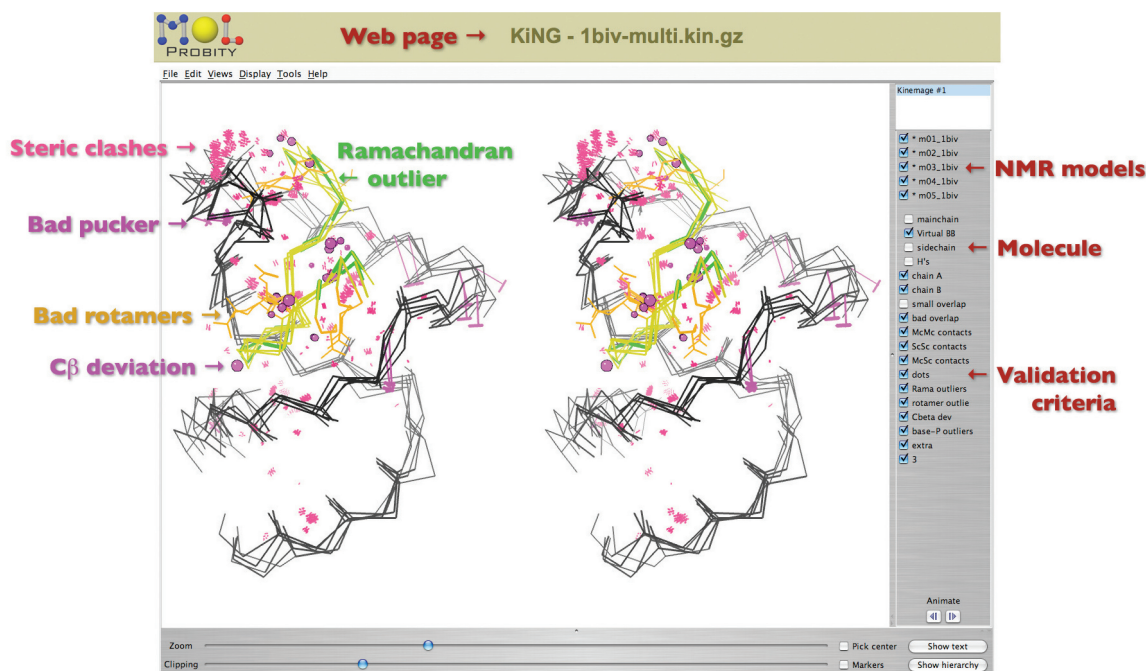 MOL
PROBITY
Web page → KiNG - 1biv-multi.kin.gz
File Edit Views Display Tools Help
Kinemage #1
Steric clashes →
Ramachandran
← outlier
Bad pucker →
Bad rotamers →
Cβ deviation →
* m01_1biv
* m02_1biv
* m03_1biv
* m04_1biv
* m05_1biv
← NMR models
mainchain
Virtual BB
sidechain
H's
← Molecule
chain A
chain B
small overlap
bad overlap
McMc contacts
ScSc contacts
McSc contacts
dots
Rama outliers
rotamer outlie
Cbeta dev
base-P outliers
extra
3
← Validation
criteria
Animate
Zoom
Pick center
Show text
Clipping
Markers
Show hierarchy